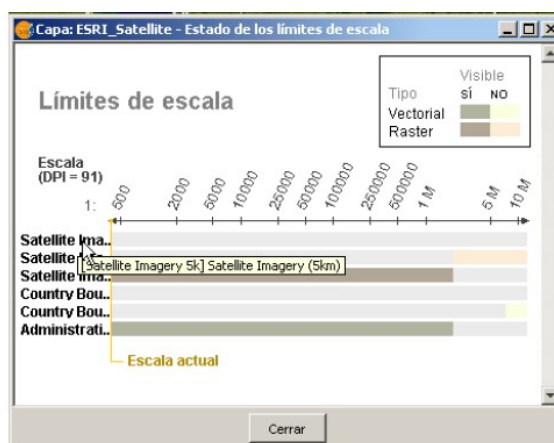 Capa: ESRI_Satellite - Estado de los límites de escala
Límites de escala
Visible
Tipo SÍ NO
Vectorial
Raster
Escala
(DPI = 91)
1: 500 2000 5000 10000 25000 50000 100000 250000 500000 1 M 5 M 10 M
Satellite Ima..
Satellite
[Satellite Imagery 5k] Satellite Imagery (5km)
Satellite Ima..
Country Bou..
Country Bou..
Administrati..
Escala actual
Cerrar